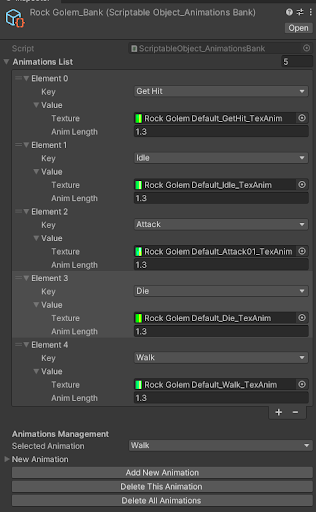 Rock Golem_Bank (Scriptable Object_Animations Bank)
Open
Script ScriptableObject_AnimationsBank
Animations List 5
Element 0
Key Get Hit
Value
Texture Rock Golem Default_GetHit_TexAnim
Anim Length 1.3
Element 1
Key Idle
Value
Texture Rock Golem Default_Idle_TexAnim
Anim Length 1.3
Element 2
Key Attack
Value
Texture Rock Golem Default_Attack01_TexAnim
Anim Length 1.3
Element 3
Key Die
Value
Texture Rock Golem Default_Die_TexAnim
Anim Length 1.3
Element 4
Key Walk
Value
Texture Rock Golem Default_Walk_TexAnim
Anim Length 1.3
+ −
Animations Management
Selected Animation Walk
New Animation
Add New Animation
Delete This Animation
Delete All Animations